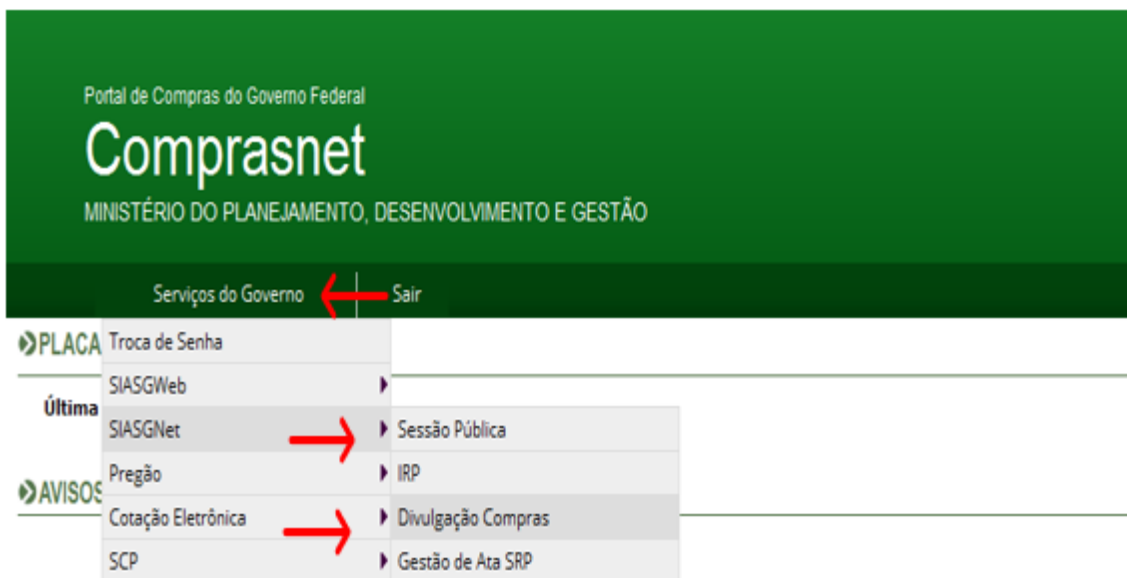 Portal de Compras do Governo Federal
Comprasnet
MINISTÉRIO DO PLANEJAMENTO, DESENVOLVIMENTO E GESTÃO
Serviços do Governo Sair
PLACA
Troca de Senha
SIASGWeb
Última
SIASGNet
Sessão Pública
Pregão
IRP
AVISOS
Cotação Eletrônica
Divulgação Compras
SCP
Gestão de Ata SRP